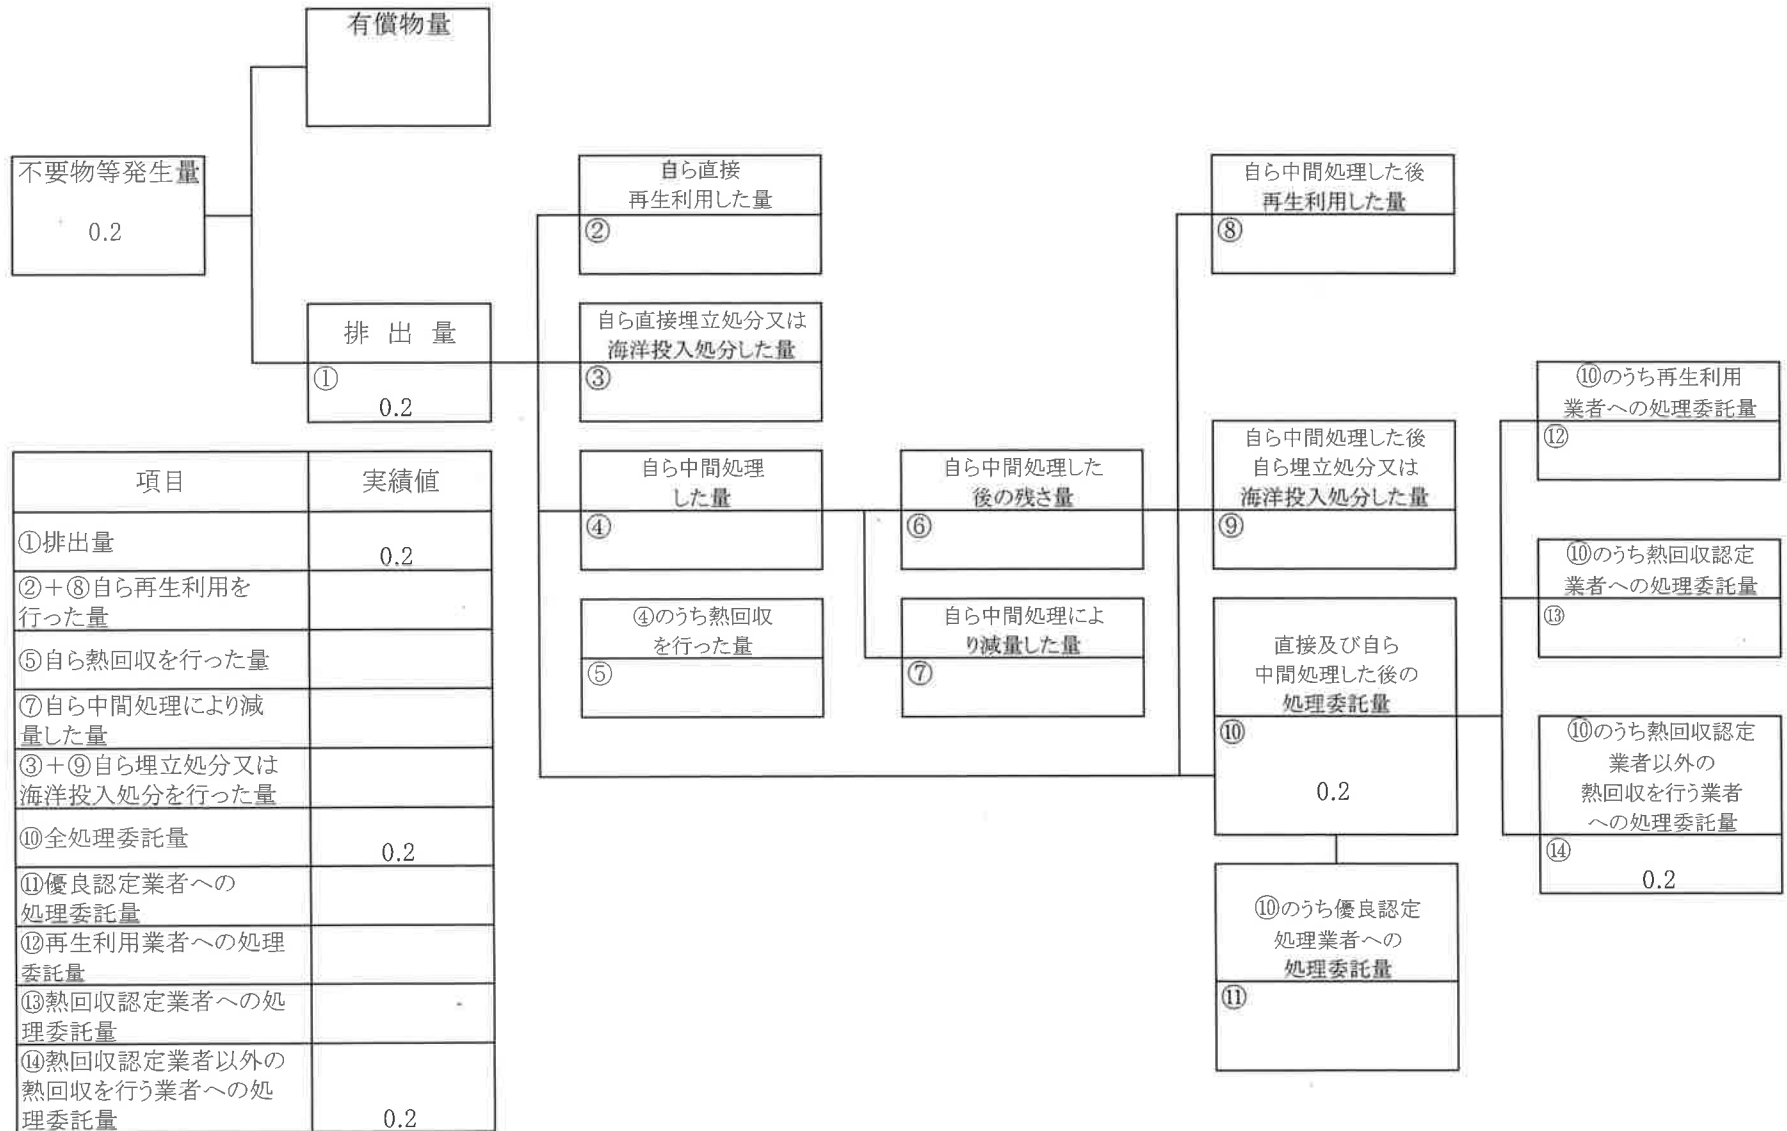 有償物量
不要物等発生量
0.2
排 出 量
①
0.2
自ら直接
再生利用した量
②
自ら直接埋立処分又は
海洋投入処分した量
③
自ら中間処理
した量
④
④のうち熱回収
を行った量
⑤
自ら中間処理した
後の残さ量
⑥
自ら中間処理によ
り減量した量
⑦
自ら中間処理した後
再生利用した量
⑧
自ら中間処理した後
自ら埋立処分又は
海洋投入処分した量
⑨
直接及び自ら
中間処理した後の
処理委託量
⑩
0.2
⑩のうち優良認定
処理業者への
処理委託量
⑪
⑩のうち再生利用
業者への処理委託量
⑫
⑩のうち熱回収認定
業者への処理委託量
⑬
⑩のうち熱回収認定
業者以外の
熱回収を行う業者
への処理委託量
⑭
0.2
項目 実績値
①排出量 0.2
②+⑧自ら再生利用を
行った量
⑤自ら熱回収を行った量
⑦自ら中間処理により減
量した量
③+⑨自ら埋立処分又は
海洋投入処分を行った量
⑩全処理委託量 0.2
⑪優良認定業者への
処理委託量
⑫再生利用業者への処理
委託量
⑬熱回収認定業者への処
理委託量
⑭熱回収認定業者以外の
熱回収を行う業者への処
理委託量 0.2